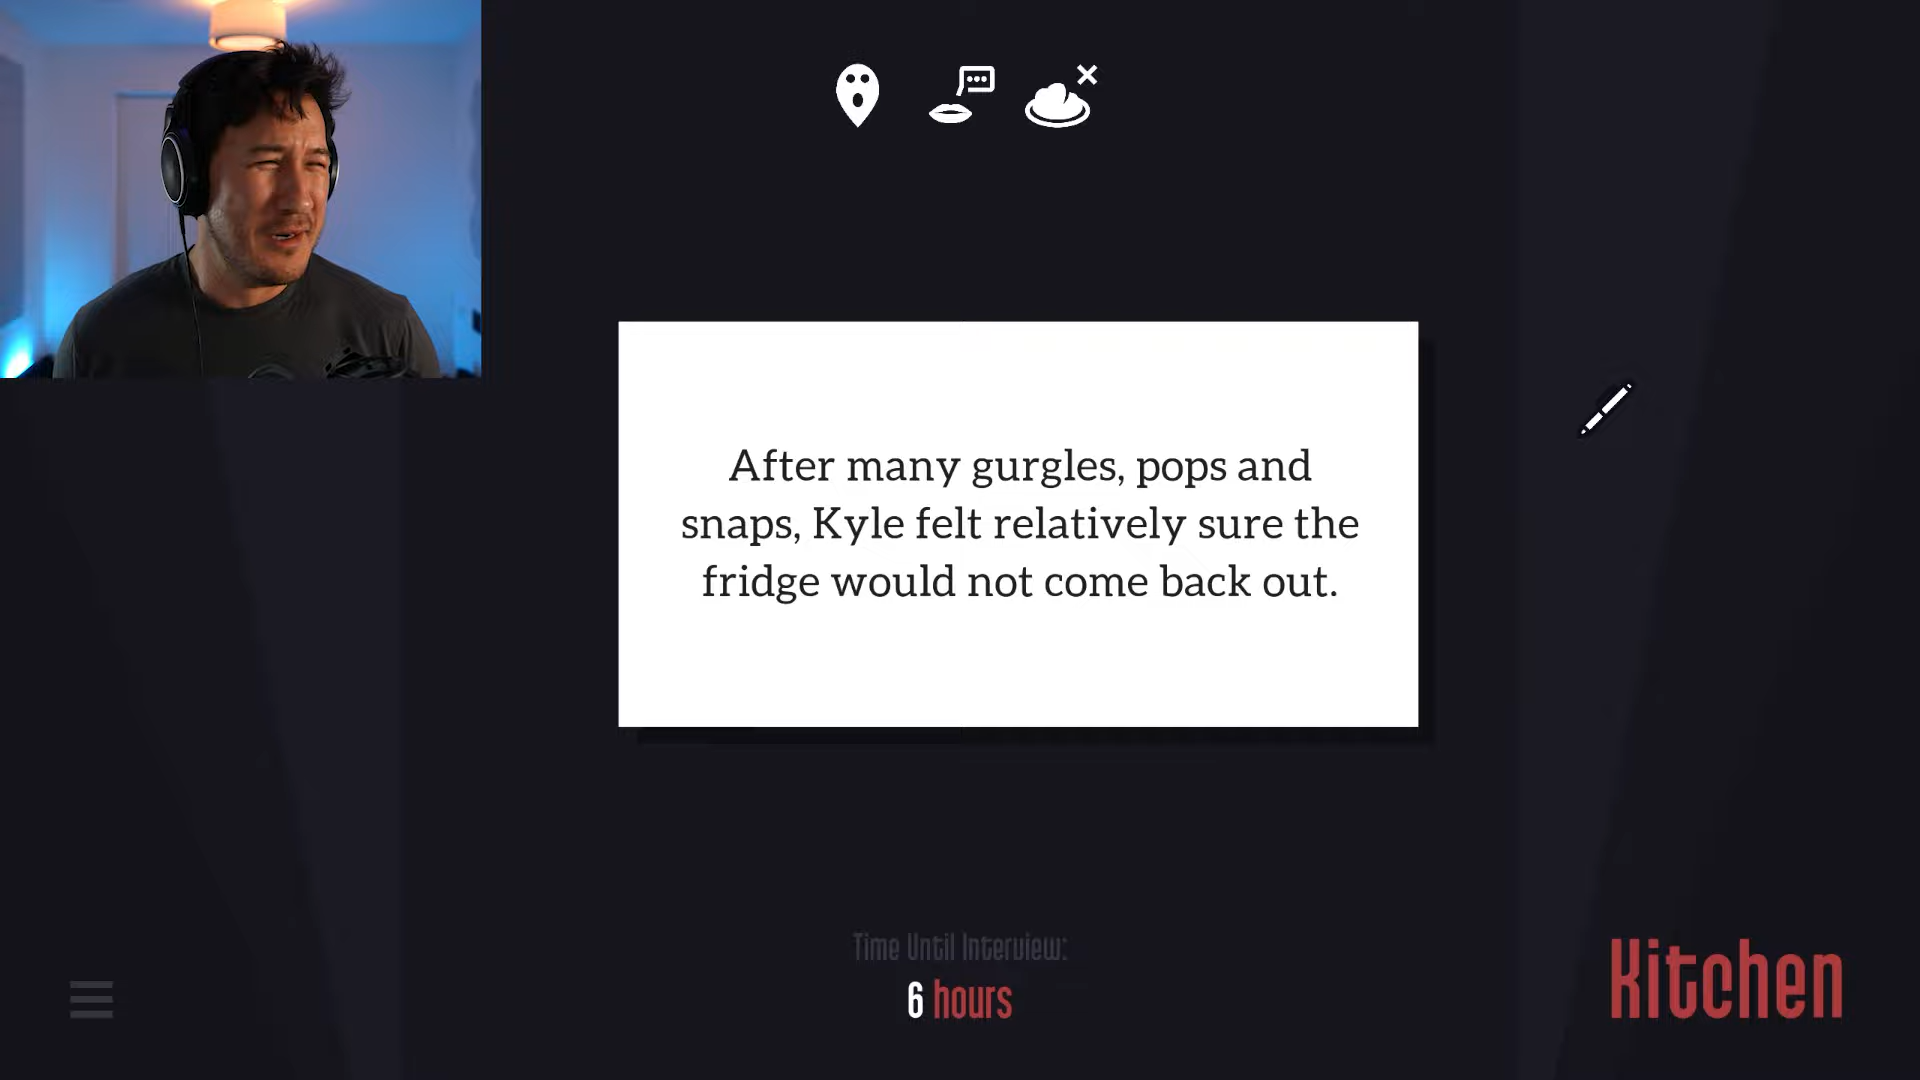 After many gurgles, pops and
snaps, Kyle felt relatively sure the
fridge would not come back out.
Time Until Interview:
6 hours
Kitchen